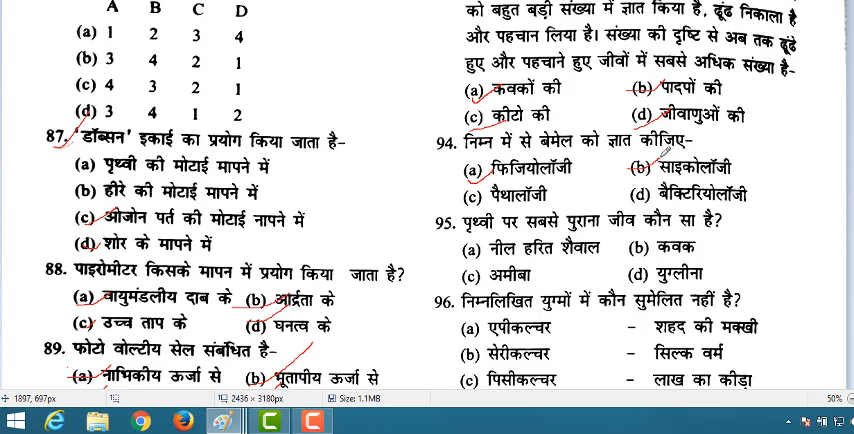 A B C D
(a) 1 2 3 4
(b) 3 4 2 1
(c) 4 3 2 1
(d) 3 4 1 2
87. 'डॉब्सन' इकाई का प्रयोग किया जाता है-
(a) पृथ्वी की मोटाई मापने में
(b) हीरे की मोटाई मापने में
(c) ओजोन पर्त की मोटाई नापने में
(d) शोर के मापने में
88. पाइरोमीटर किसके मापन में प्रयोग किया जाता है?
(a) वायुमंडलीय दाब के (b) आर्द्रता के
(c) उच्च ताप के (d) घनत्व के
89. फोटो वोल्टीय सेल संबंधित है-
(a) नाभिकीय ऊर्जा से (b) भूतापीय ऊर्जा से
को बहुत बड़ी संख्या में ज्ञात किया है, ढूंढ निकाला है
और पहचान लिया है। संख्या की दृष्टि से अब तक ढूंढे
हुए और पहचाने हुए जीवों में सबसे अधिक संख्या है-
(a) कवकों की (b) पादपों की
(c) कीटो की (d) जीवाणुओं की
94. निम्न में से बेमेल को ज्ञात कीजिए-
(a) फिजियोलॉजी (b) साइकोलॉजी
(c) पैथालॉजी (d) बैक्टिरियोलॉजी
95. पृथ्वी पर सबसे पुराना जीव कौन सा है?
(a) नील हरित शैवाल (b) कवक
(c) अमीबा (d) युग्लीना
96. निम्नलिखित युग्मों में कौन सुमेलित नहीं है?
(a) एपीकल्चर - शहद की मक्खी
(b) सेरीकल्चर - सिल्क वर्म
(c) पिसीकल्चर - लाख का कीड़ा
1897, 697px 2436 × 3180px Size: 1.1MB 50%